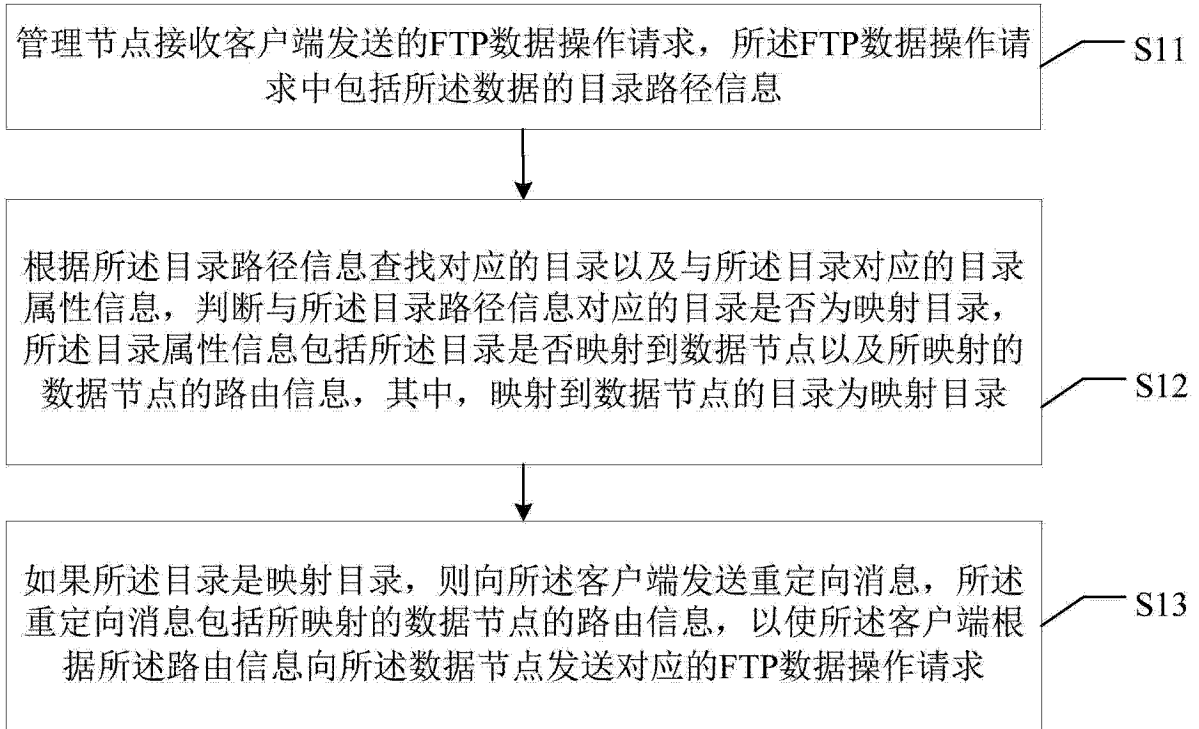 管理节点接收客户端发送的FTP数据操作请求，所述FTP数据操作请
求中包括所述数据的目录路径信息
S11
根据所述目录路径信息查找对应的目录以及与所述目录对应的目录
属性信息，判断与所述目录路径信息对应的目录是否为映射目录，
所述目录属性信息包括所述目录是否映射到数据节点以及所映射的
数据节点的路由信息，其中，映射到数据节点的目录为映射目录
S12
如果所述目录是映射目录，则向所述客户端发送重定向消息，所述
重定向消息包括所映射的数据节点的路由信息，以使所述客户端根
据所述路由信息向所述数据节点发送对应的FTP数据操作请求
S13